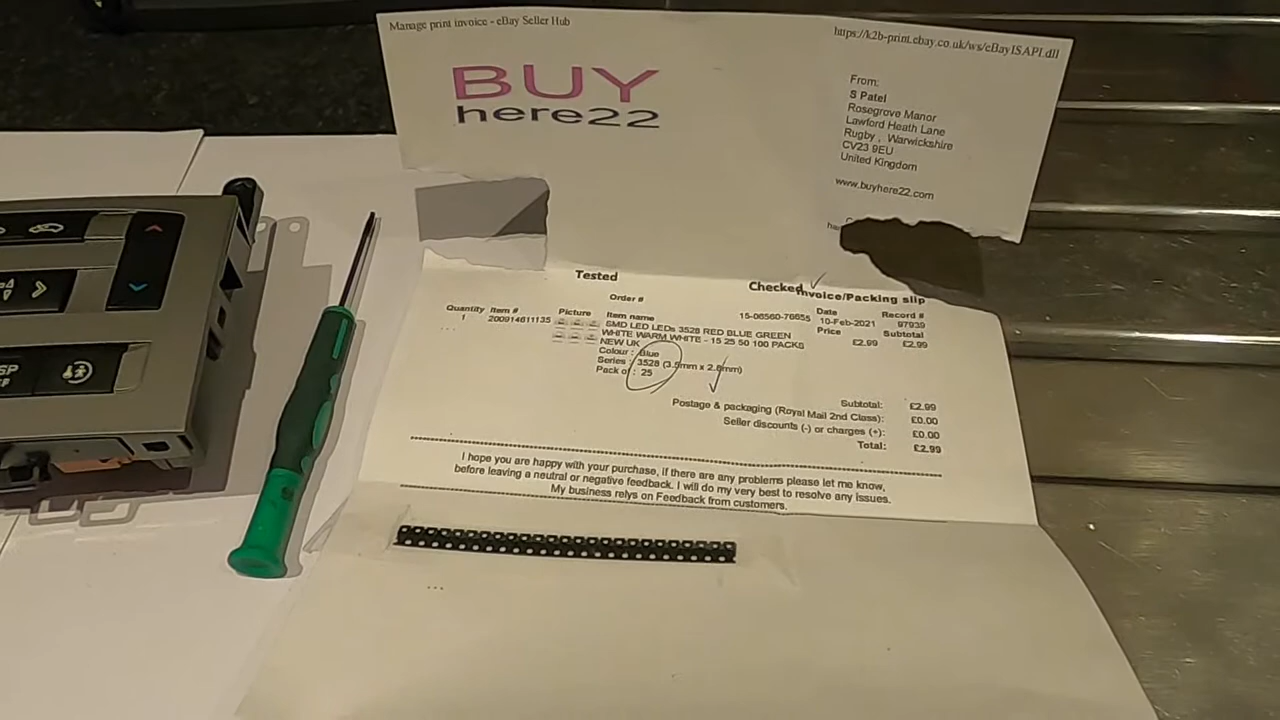 Manage print invoice - eBay Seller Hub
https://k2b-print.ebay.co.uk/ws/eBayISAPI.dll
BUY
here22
From:
S Patel
Rosegrove Manor
Lawford Heath Lane
Rugby , Warwickshire
CV23 9EU
United Kingdom
www.buyhere22.com
Tested
Checked
Invoice/Packing slip
Order #
15-06560-76655
Date
10-Feb-2021
Record #
97939
Quantity Item # Picture Item name Price Subtotal
1 200914611135 SMD LED LEDs 3528 RED BLUE GREEN £2.99 £2.99
WHITE WARM WHITE - 15 25 50 100 PACKS
NEW UK
Colour : Blue
Series : 3528 (3.5mm x 2.8mm)
Pack of : 25
Subtotal: £2.99
Postage & packaging (Royal Mail 2nd Class): £0.00
Seller discounts (-) or charges (+): £0.00
Total: £2.99
I hope you are happy with your purchase, if there are any problems please let me know,
before leaving a neutral or negative feedback. I will do my very best to resolve any issues.
My business relies on Feedback from customers.